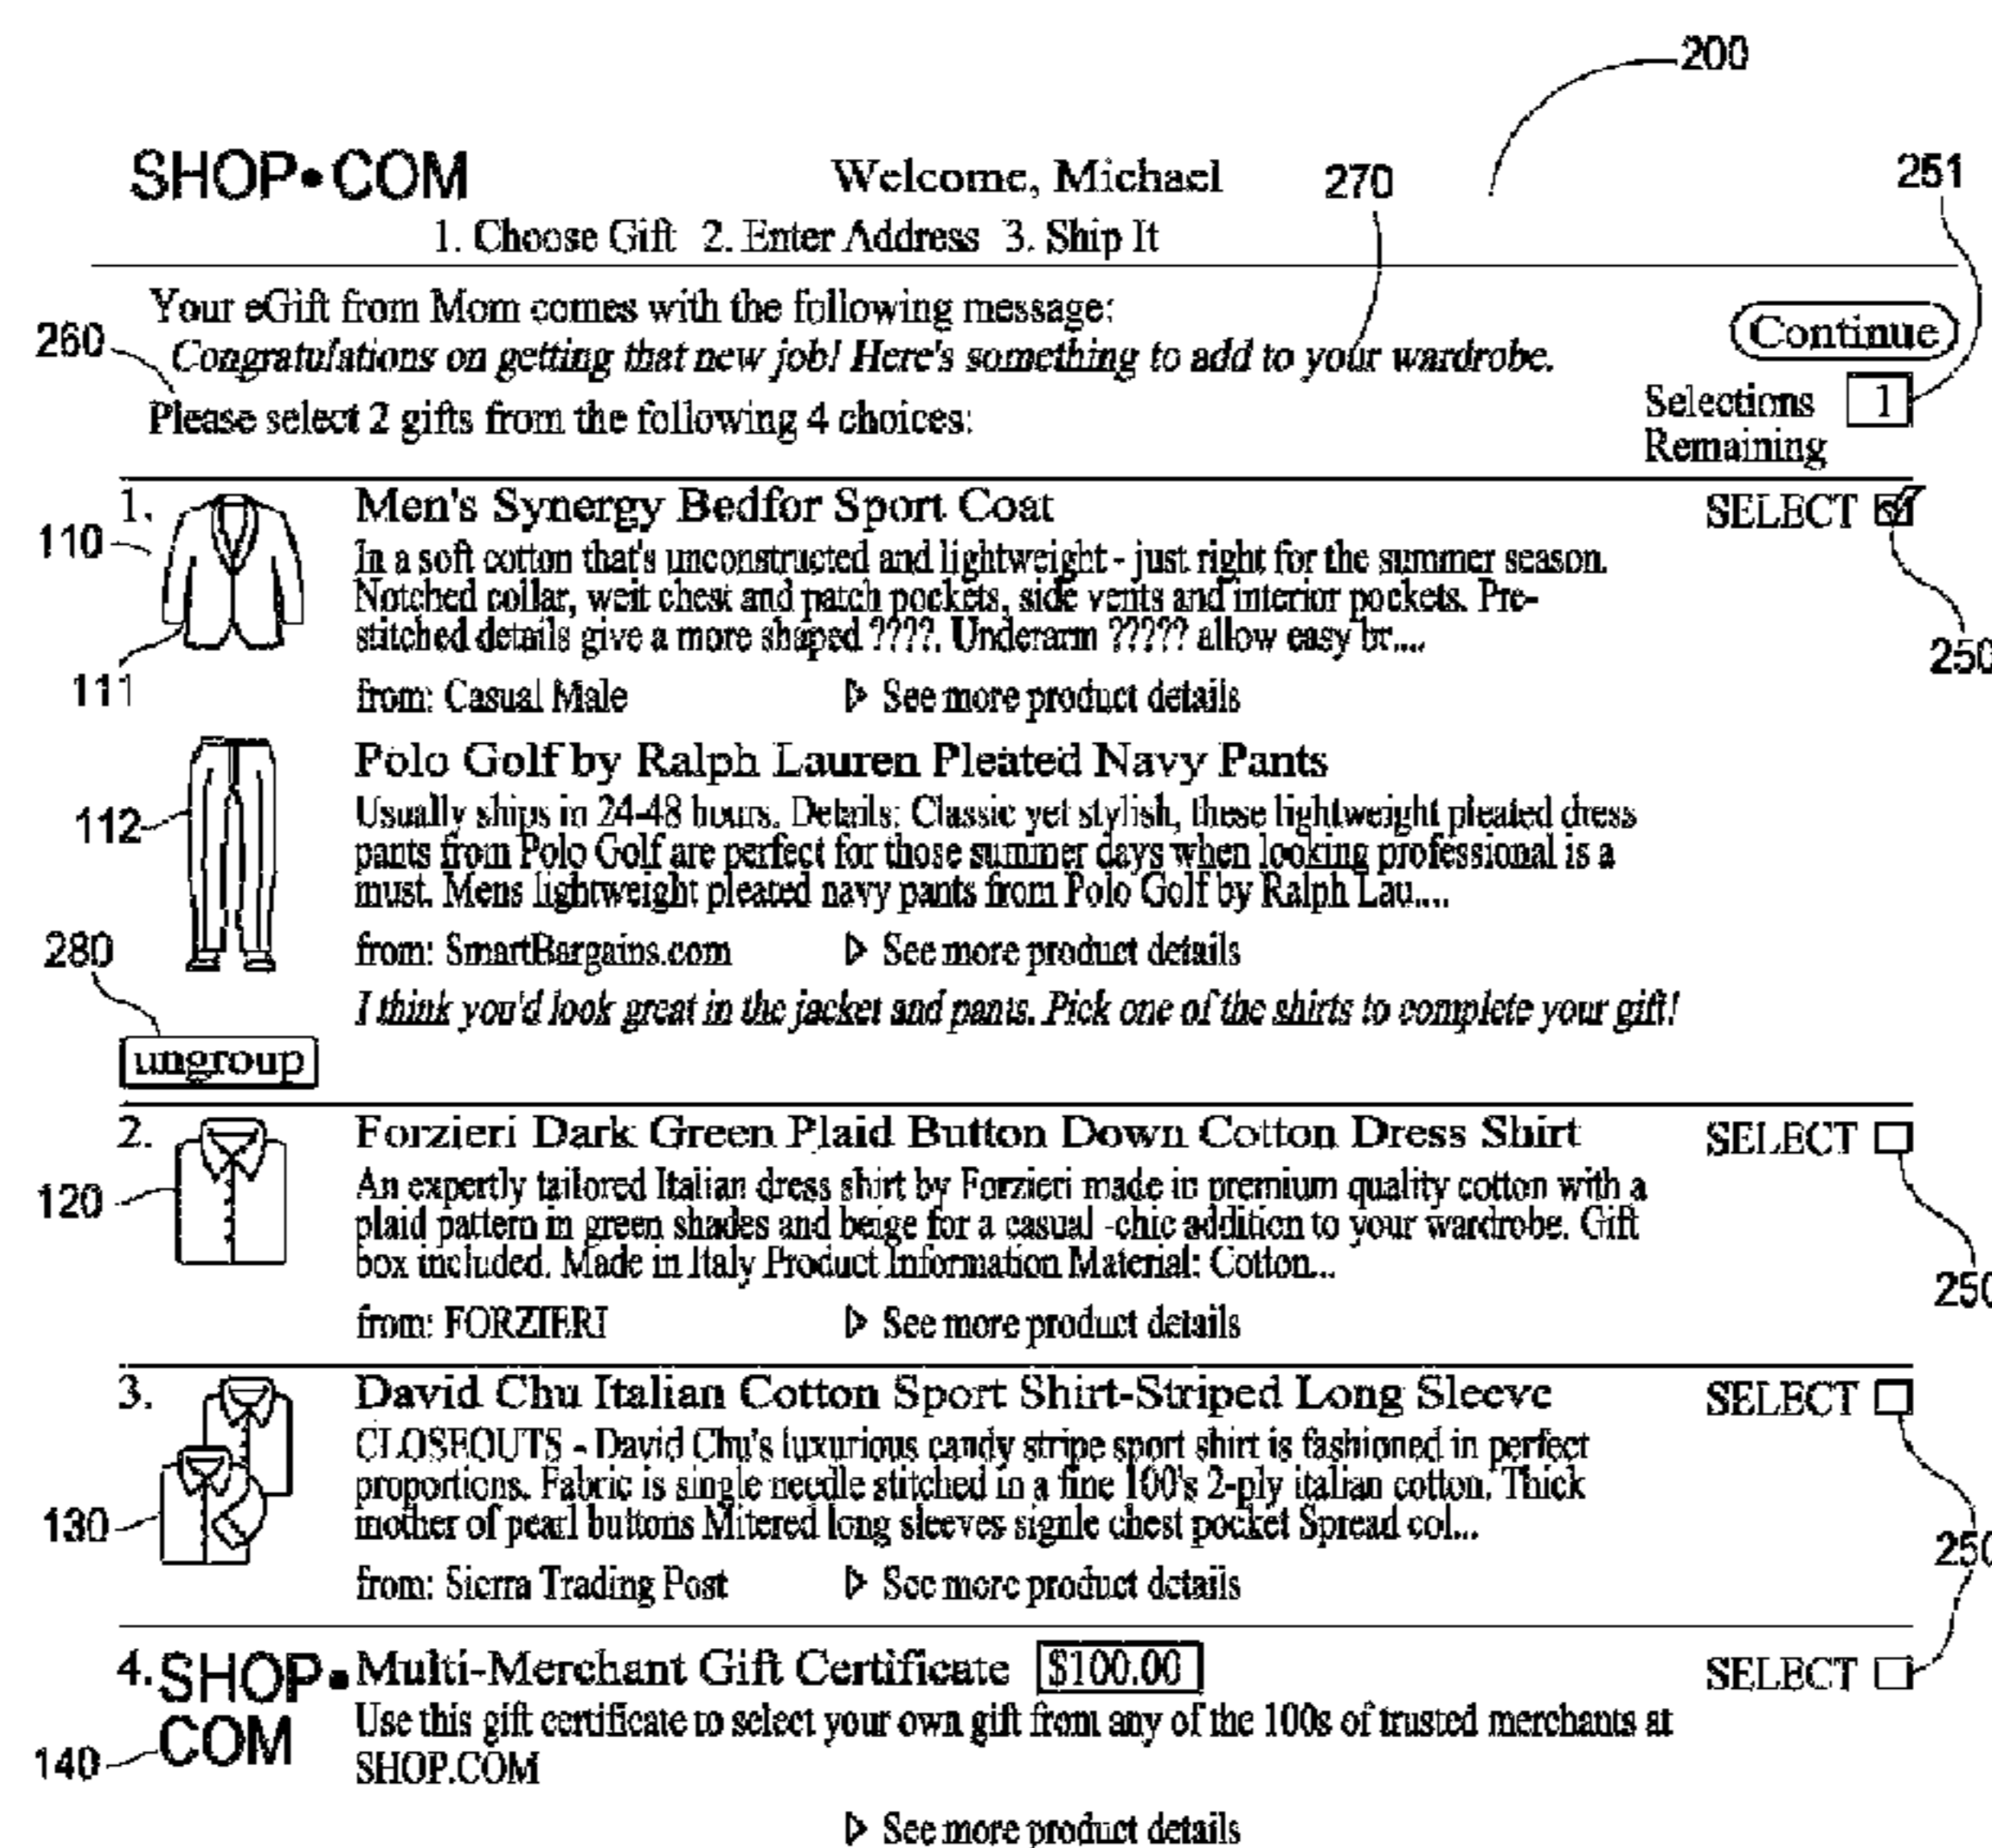 200
SHOP•COM
Welcome, Michael
270
251
1. Choose Gift 2. Enter Address 3. Ship It
Your eGift from Mom comes with the following message:
Continue
260
Congratulations on getting that new job! Here's something to add to your wardrobe.
Please select 2 gifts from the following 4 choices:
Selections
Remaining
1
1.
Men's Synergy Bedfor Sport Coat
SELECT
110
In a soft cotton that's unconstructed and lightweight - just right for the summer season.
Notched collar, weit chest and patch pockets, side vents and interior pockets. Pre-
stitched details give a more shaped ????. Underarm ????? allow easy br....
250
111
from: Casual Male
See more product details
Polo Golf by Ralph Lauren Pleated Navy Pants
112
Usually ships in 24-48 hours. Details: Classic yet stylish, these lightweight pleated dress
pants from Polo Golf are perfect for those summer days when looking professional is a
must. Mens lightweight pleated navy pants from Polo Golf by Ralph Lau....
280
from: SmartBargains.com
See more product details
I think you'd look great in the jacket and pants. Pick one of the shirts to complete your gift!
ungroup
2.
Forzieri Dark Green Plaid Button Down Cotton Dress Shirt
SELECT
120
An expertly tailored Italian dress shirt by Forzieri made in premium quality cotton with a
plaid pattern in green shades and beige for a casual -chic addition to your wardrobe. Gift
box included. Made in Italy Product Information Material: Cotton...
250
from: FORZIERI
See more product details
3.
David Chu Italian Cotton Sport Shirt-Striped Long Sleeve
SELECT
CLOSEOUTS - David Chu's luxurious candy stripe sport shirt is fashioned in perfect
proportions. Fabric is single needle stitched in a fine 100's 2-ply italian cotton. Thick
mother of pearl buttons Mitered long sleeves signle chest pocket Spread col...
130
250
from: Sierra Trading Post
See more product details
4.
SHOP•
COM
Multi-Merchant Gift Certificate $100.00
SELECT
Use this gift certificate to select your own gift from any of the 100s of trusted merchants at
SHOP.COM
140
See more product details